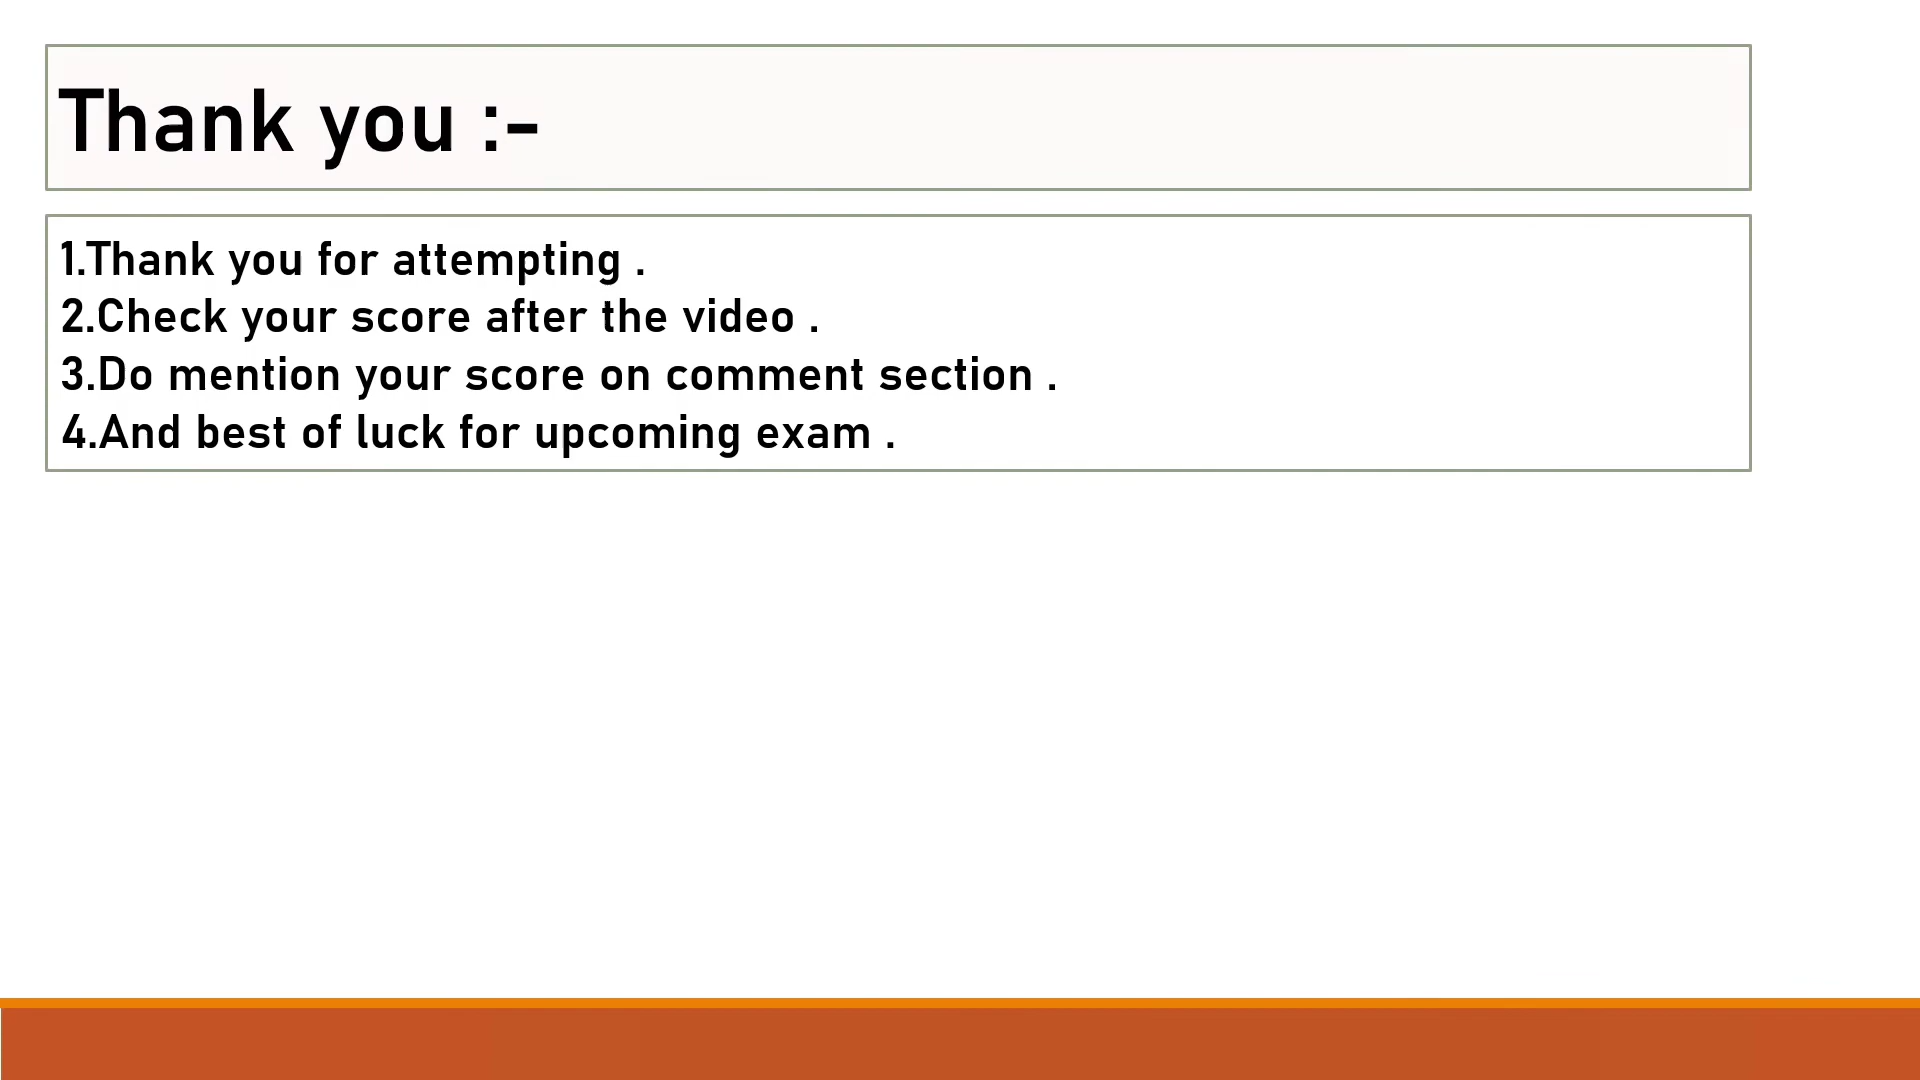 Thank you :-
1.Thank you for attempting .
2.Check your score after the video .
3.Do mention your score on comment section .
4.And best of luck for upcoming exam .